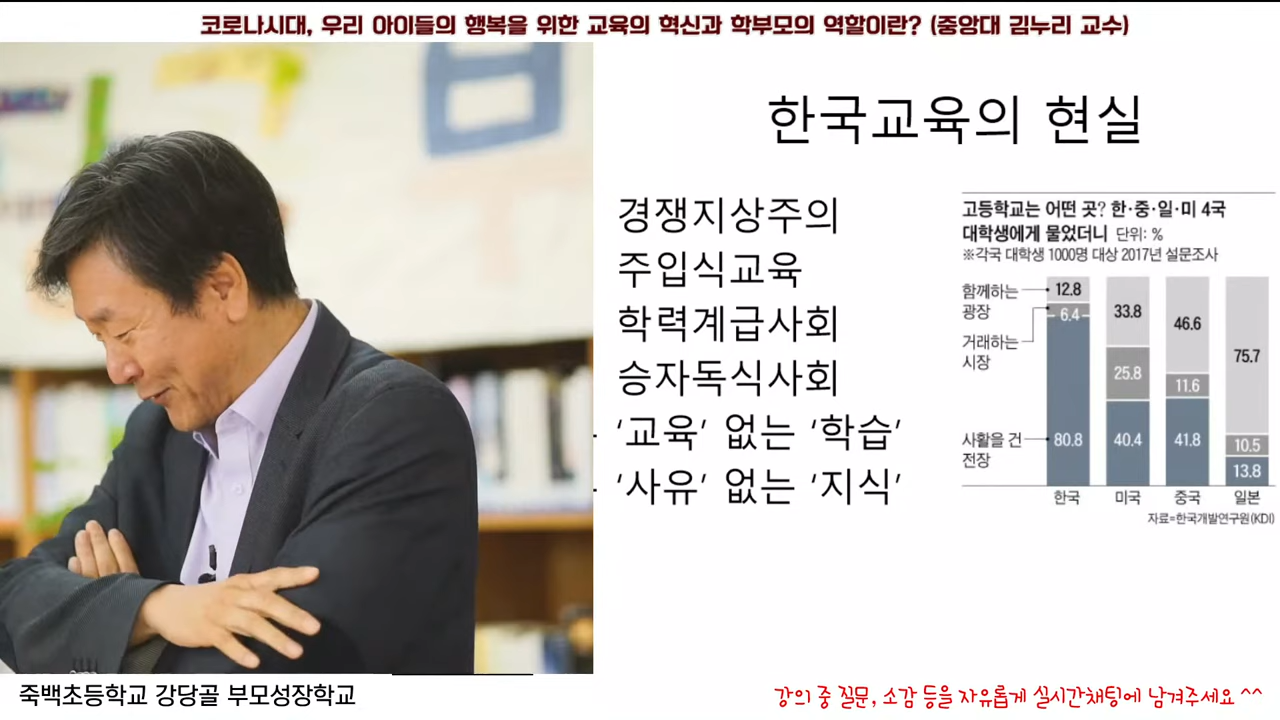 코로나시대, 우리 아이들의 행복을 위한 교육의 혁신과 학부모의 역할이란? (중앙대 김누리 교수)
한국교육의 현실
경쟁지상주의
주입식교육
학력계급사회
승자독식사회
- ‘교육’ 없는 ‘학습’
- ‘사유’ 없는 ‘지식’
고등학교는 어떤 곳? 한·중·일·미 4국
대학생에게 물었더니 단위: %
※각국 대학생 1000명 대상 2017년 설문조사
함께하는
광장
거래하는
시장
사활을 건
전장
12.8
6.4
80.8
33.8
25.8
40.4
46.6
11.6
41.8
75.7
10.5
13.8
한국 미국 중국 일본
자료=한국개발연구원(KDI)
죽백초등학교 강당골 부모성장학교
강의 중 질문, 소감 등을 자유롭게 실시간채팅에 남겨주세요 ^^